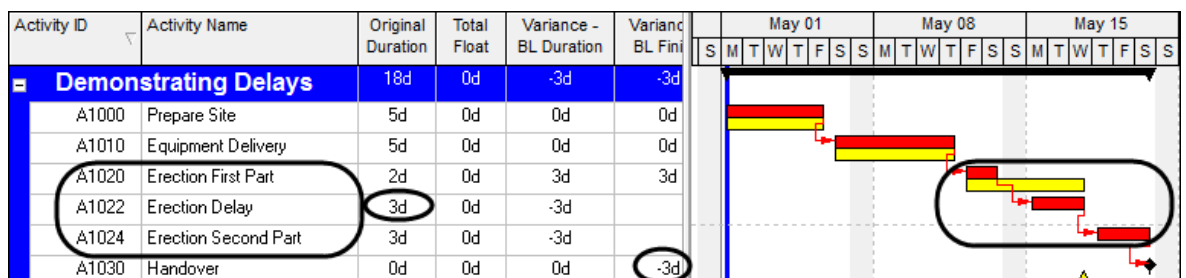 Activity ID Activity Name Original Duration Total Float Variance - BL Duration Varianc BL Fini May 01 May 08 May 15
S M T W T F S S M T W T F S S M T W T F S S
Demonstrating Delays 18d 0d -3d -3d
A1000 Prepare Site 5d 0d 0d 0d
A1010 Equipment Delivery 5d 0d 0d 0d
A1020 Erection First Part 2d 0d 3d 3d
A1022 Erection Delay 3d 0d -3d
A1024 Erection Second Part 3d 0d -3d
A1030 Handover 0d 0d 0d -3d